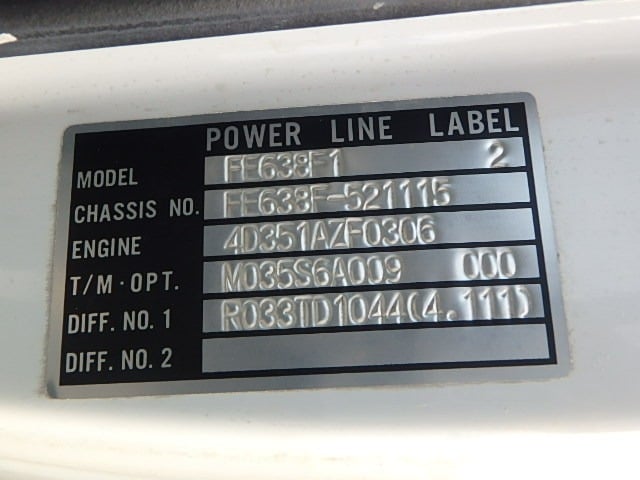 POWER LINE LABEL
MODEL FE638F1 2
CHASSIS NO. FE638F-521115
ENGINE 4D351AZF0306
T/M·OPT. M035S6A009 000
DIFF. NO. 1 R033TD1044(4.111)
DIFF. NO. 2